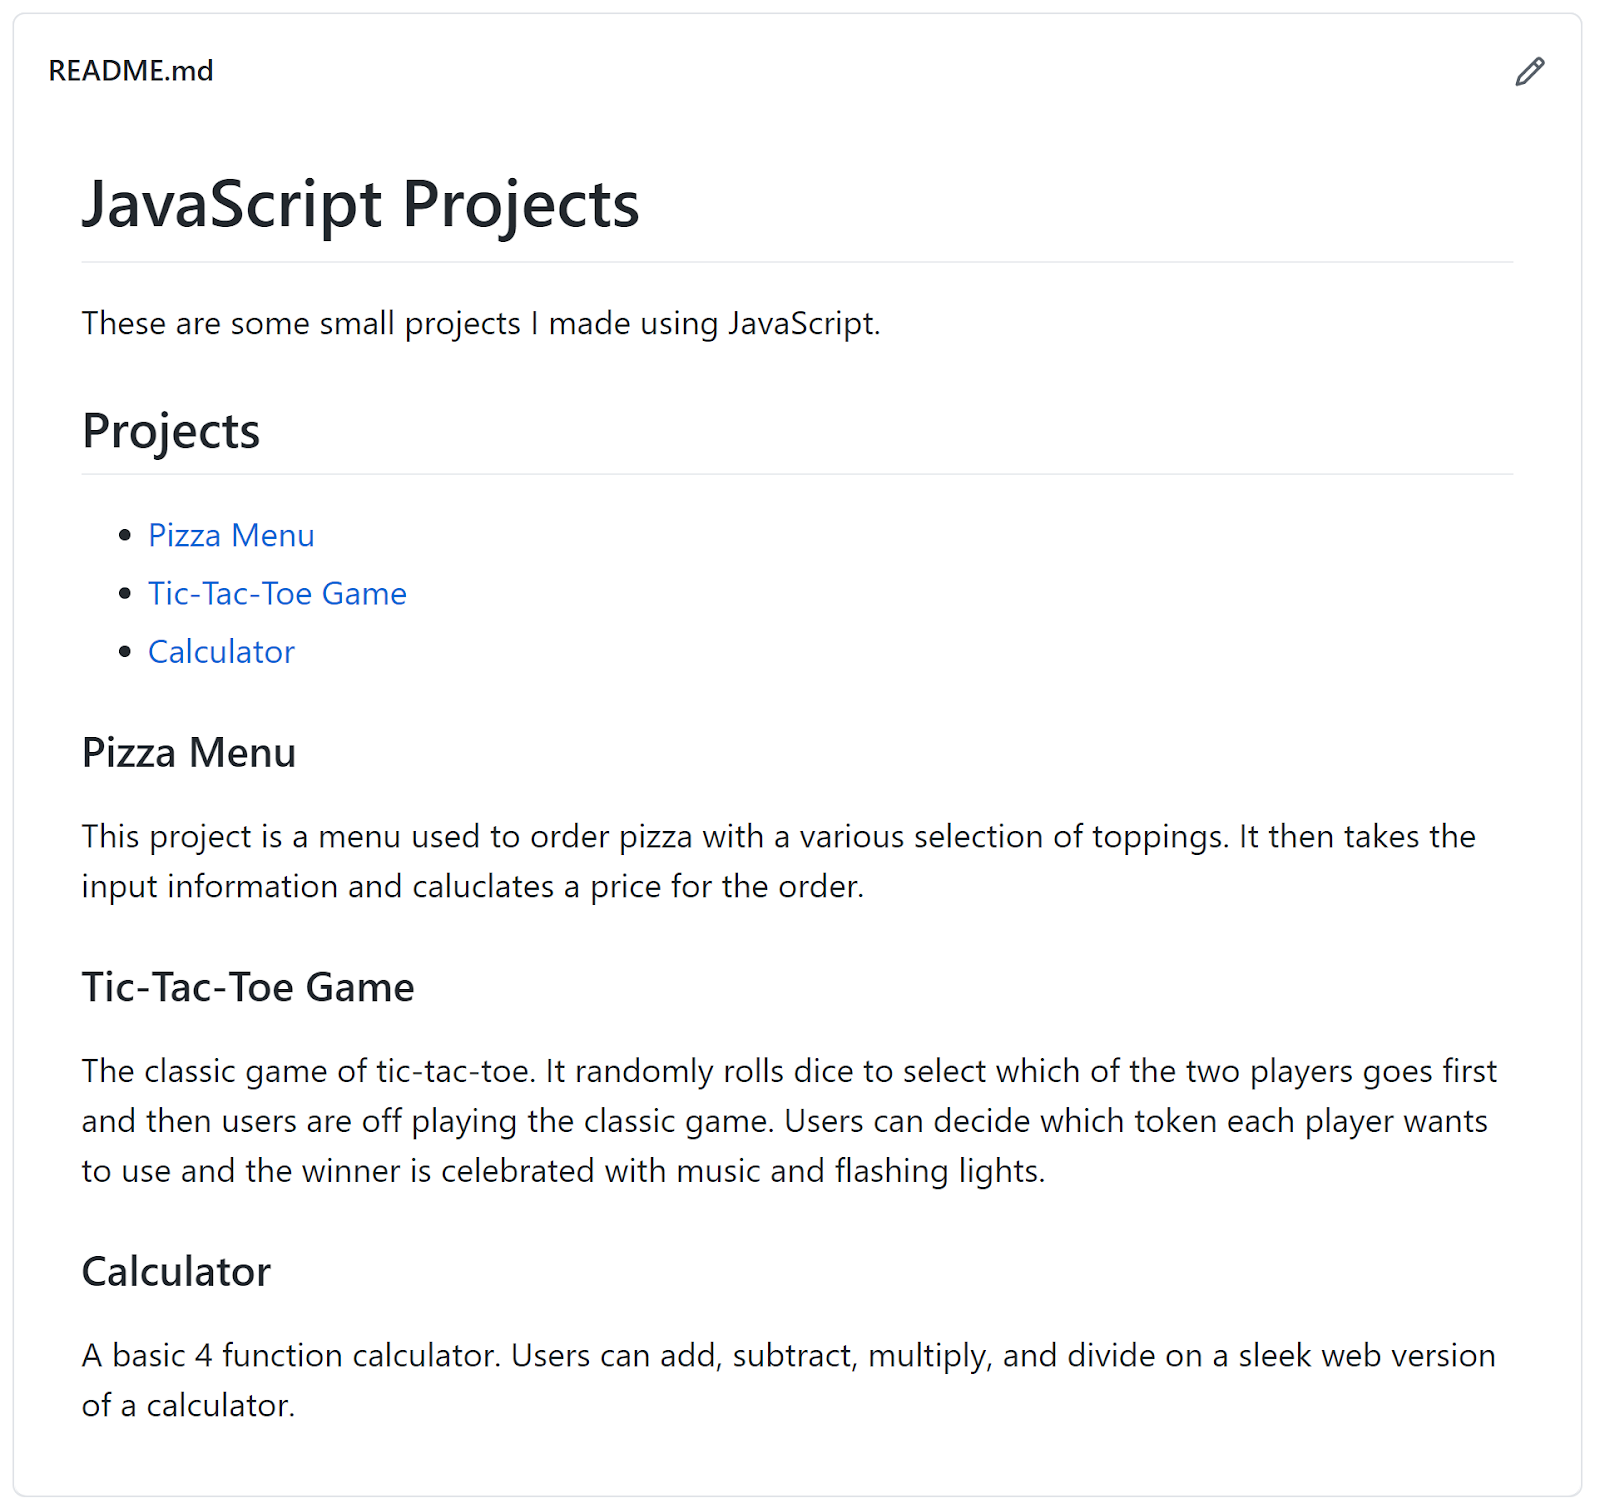 README.md
JavaScript Projects
These are some small projects I made using JavaScript.
Projects
Pizza Menu
Tic-Tac-Toe Game
Calculator
Pizza Menu
This project is a menu used to order pizza with a various selection of toppings. It then takes the
input information and caluclates a price for the order.
Tic-Tac-Toe Game
The classic game of tic-tac-toe. It randomly rolls dice to select which of the two players goes first
and then users are off playing the classic game. Users can decide which token each player wants
to use and the winner is celebrated with music and flashing lights.
Calculator
A basic 4 function calculator. Users can add, subtract, multiply, and divide on a sleek web version
of a calculator.